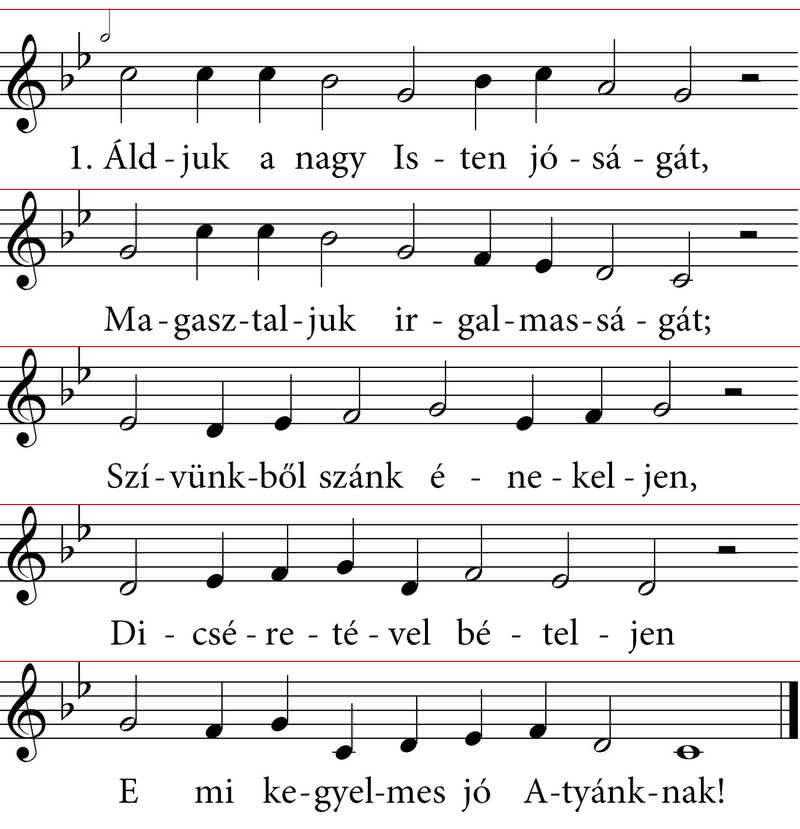 1. Áld - juk a nagy Is - ten jó - sá - gát,
Ma - gasz - tal - juk ir - gal - mas - sá - gát;
Szí - vünk - ből szánk é - ne - kel - jen,
Di - csé - re - té - vel bé - tel - jen
E mi ke - gyel - mes jó A - tyánk - nak!